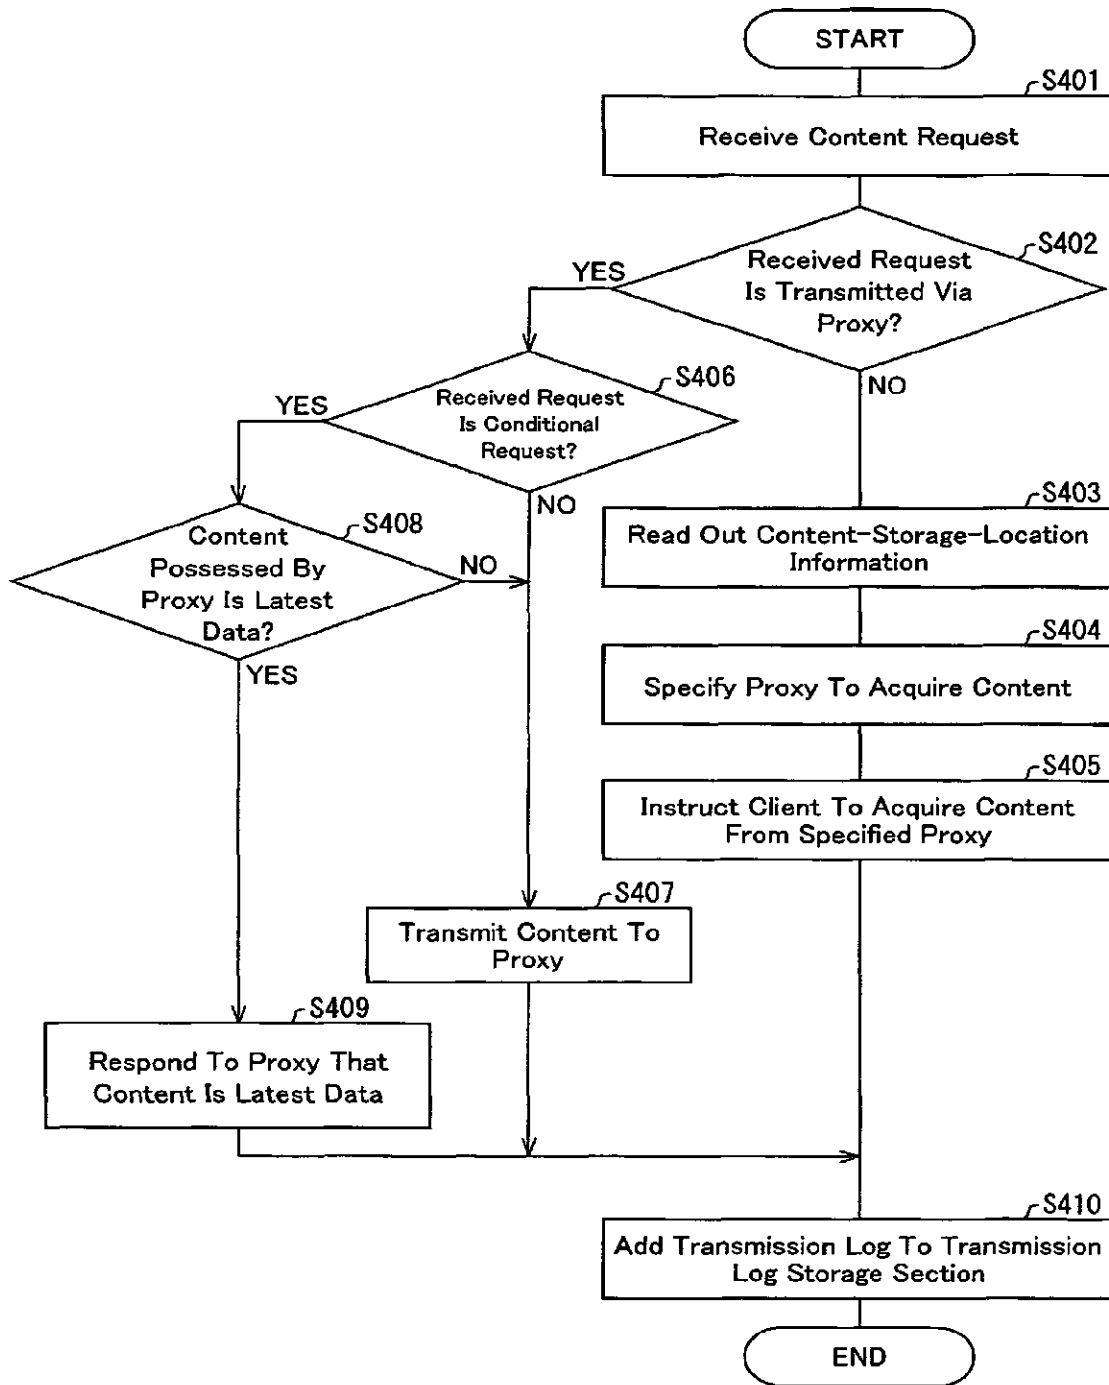 START
S401
Receive Content Request
S402
Received Request
Is Transmitted Via
Proxy?
YES
NO
S406
Received Request
Is Conditional
Request?
YES
NO
S408
Content
Possessed By
Proxy Is Latest
Data?
NO
YES
S403
Read Out Content-Storage-Location
Information
S404
Specify Proxy To Acquire Content
S405
Instruct Client To Acquire Content
From Specified Proxy
S407
Transmit Content To
Proxy
S409
Respond To Proxy That
Content Is Latest Data
S410
Add Transmission Log To Transmission
Log Storage Section
END